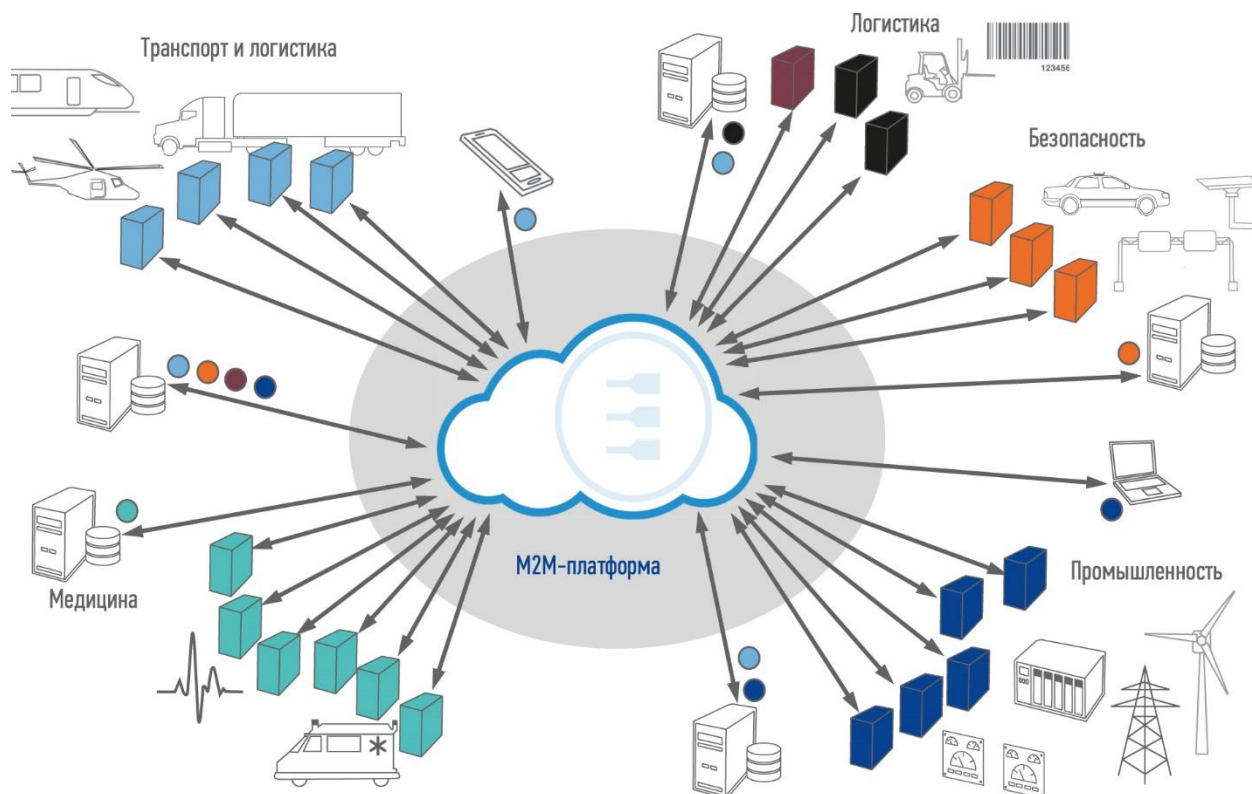 Транспорт и логистика
Логистика
123456
Безопасность
М2М-платформа
Промышленность
Медицина